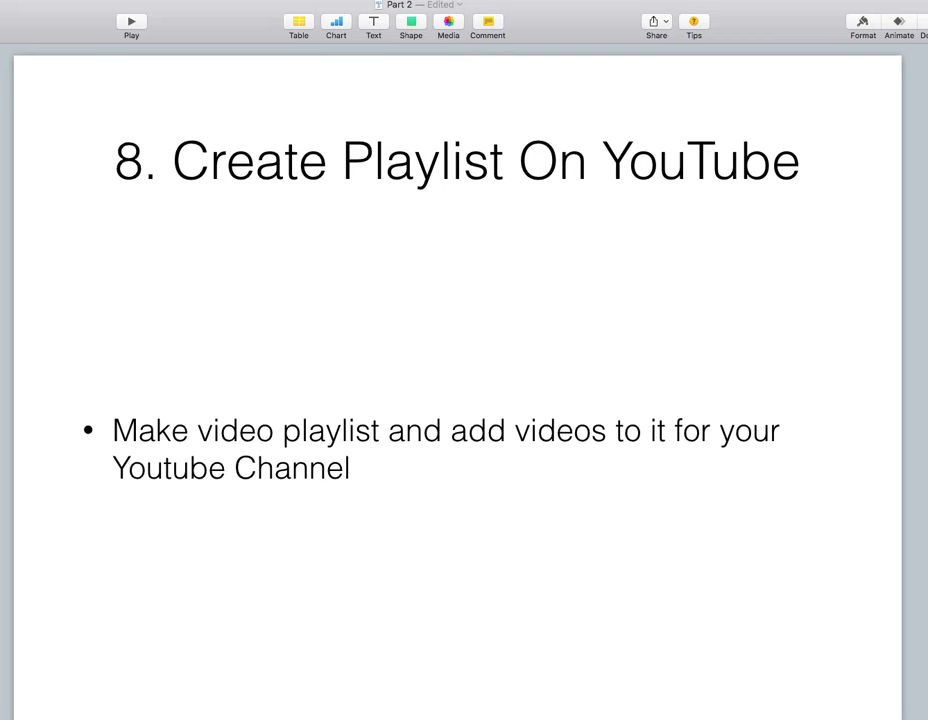 Part 2 — Edited
Play
Table
Chart
Text
Shape
Media
Comment
Share
Tips
Format
Animate
8. Create Playlist On YouTube
• Make video playlist and add videos to it for your
Youtube Channel